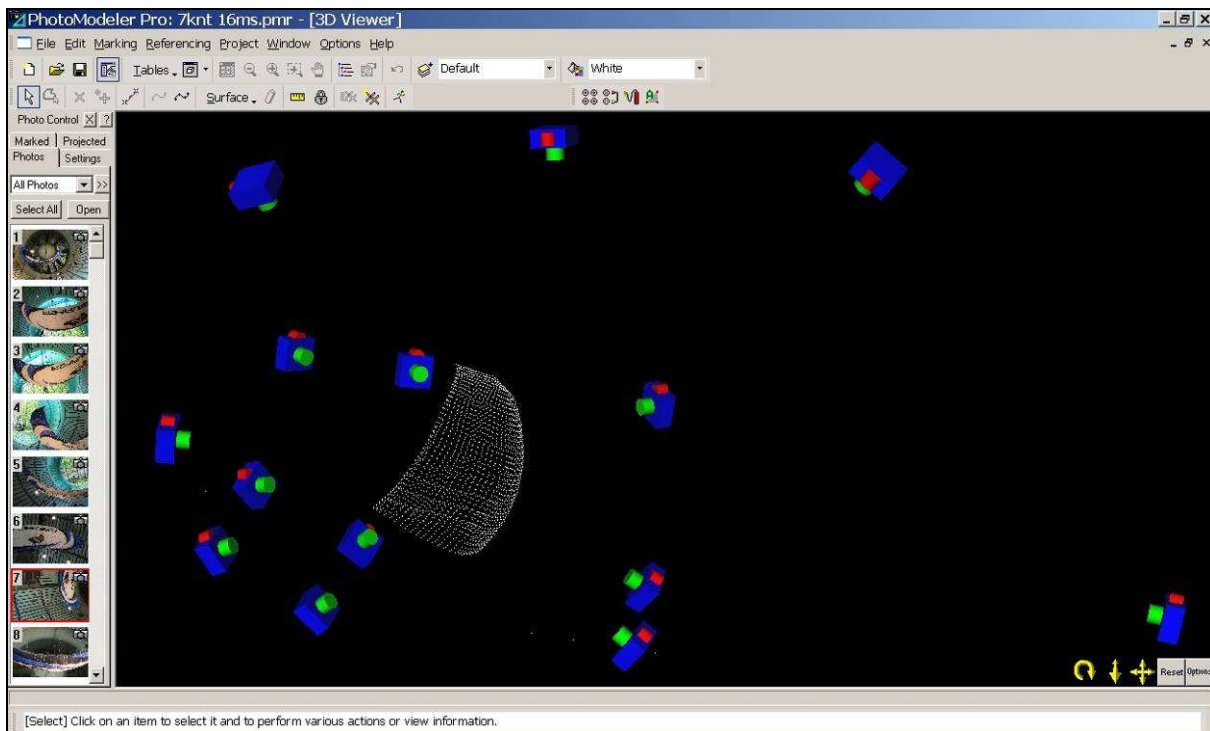 PhotoModeler Pro: 7knt 16ms.pmr - [3D Viewer]
File Edit Marking Referencing Project Window Options Help
Tables Default White
Surface
Photo Control
Marked Projected
Photos Settings
All Photos >>
Select All Open
1
2
3
4
5
6
7
8
Reset Options
[Select] Click on an item to select it and to perform various actions or view information.